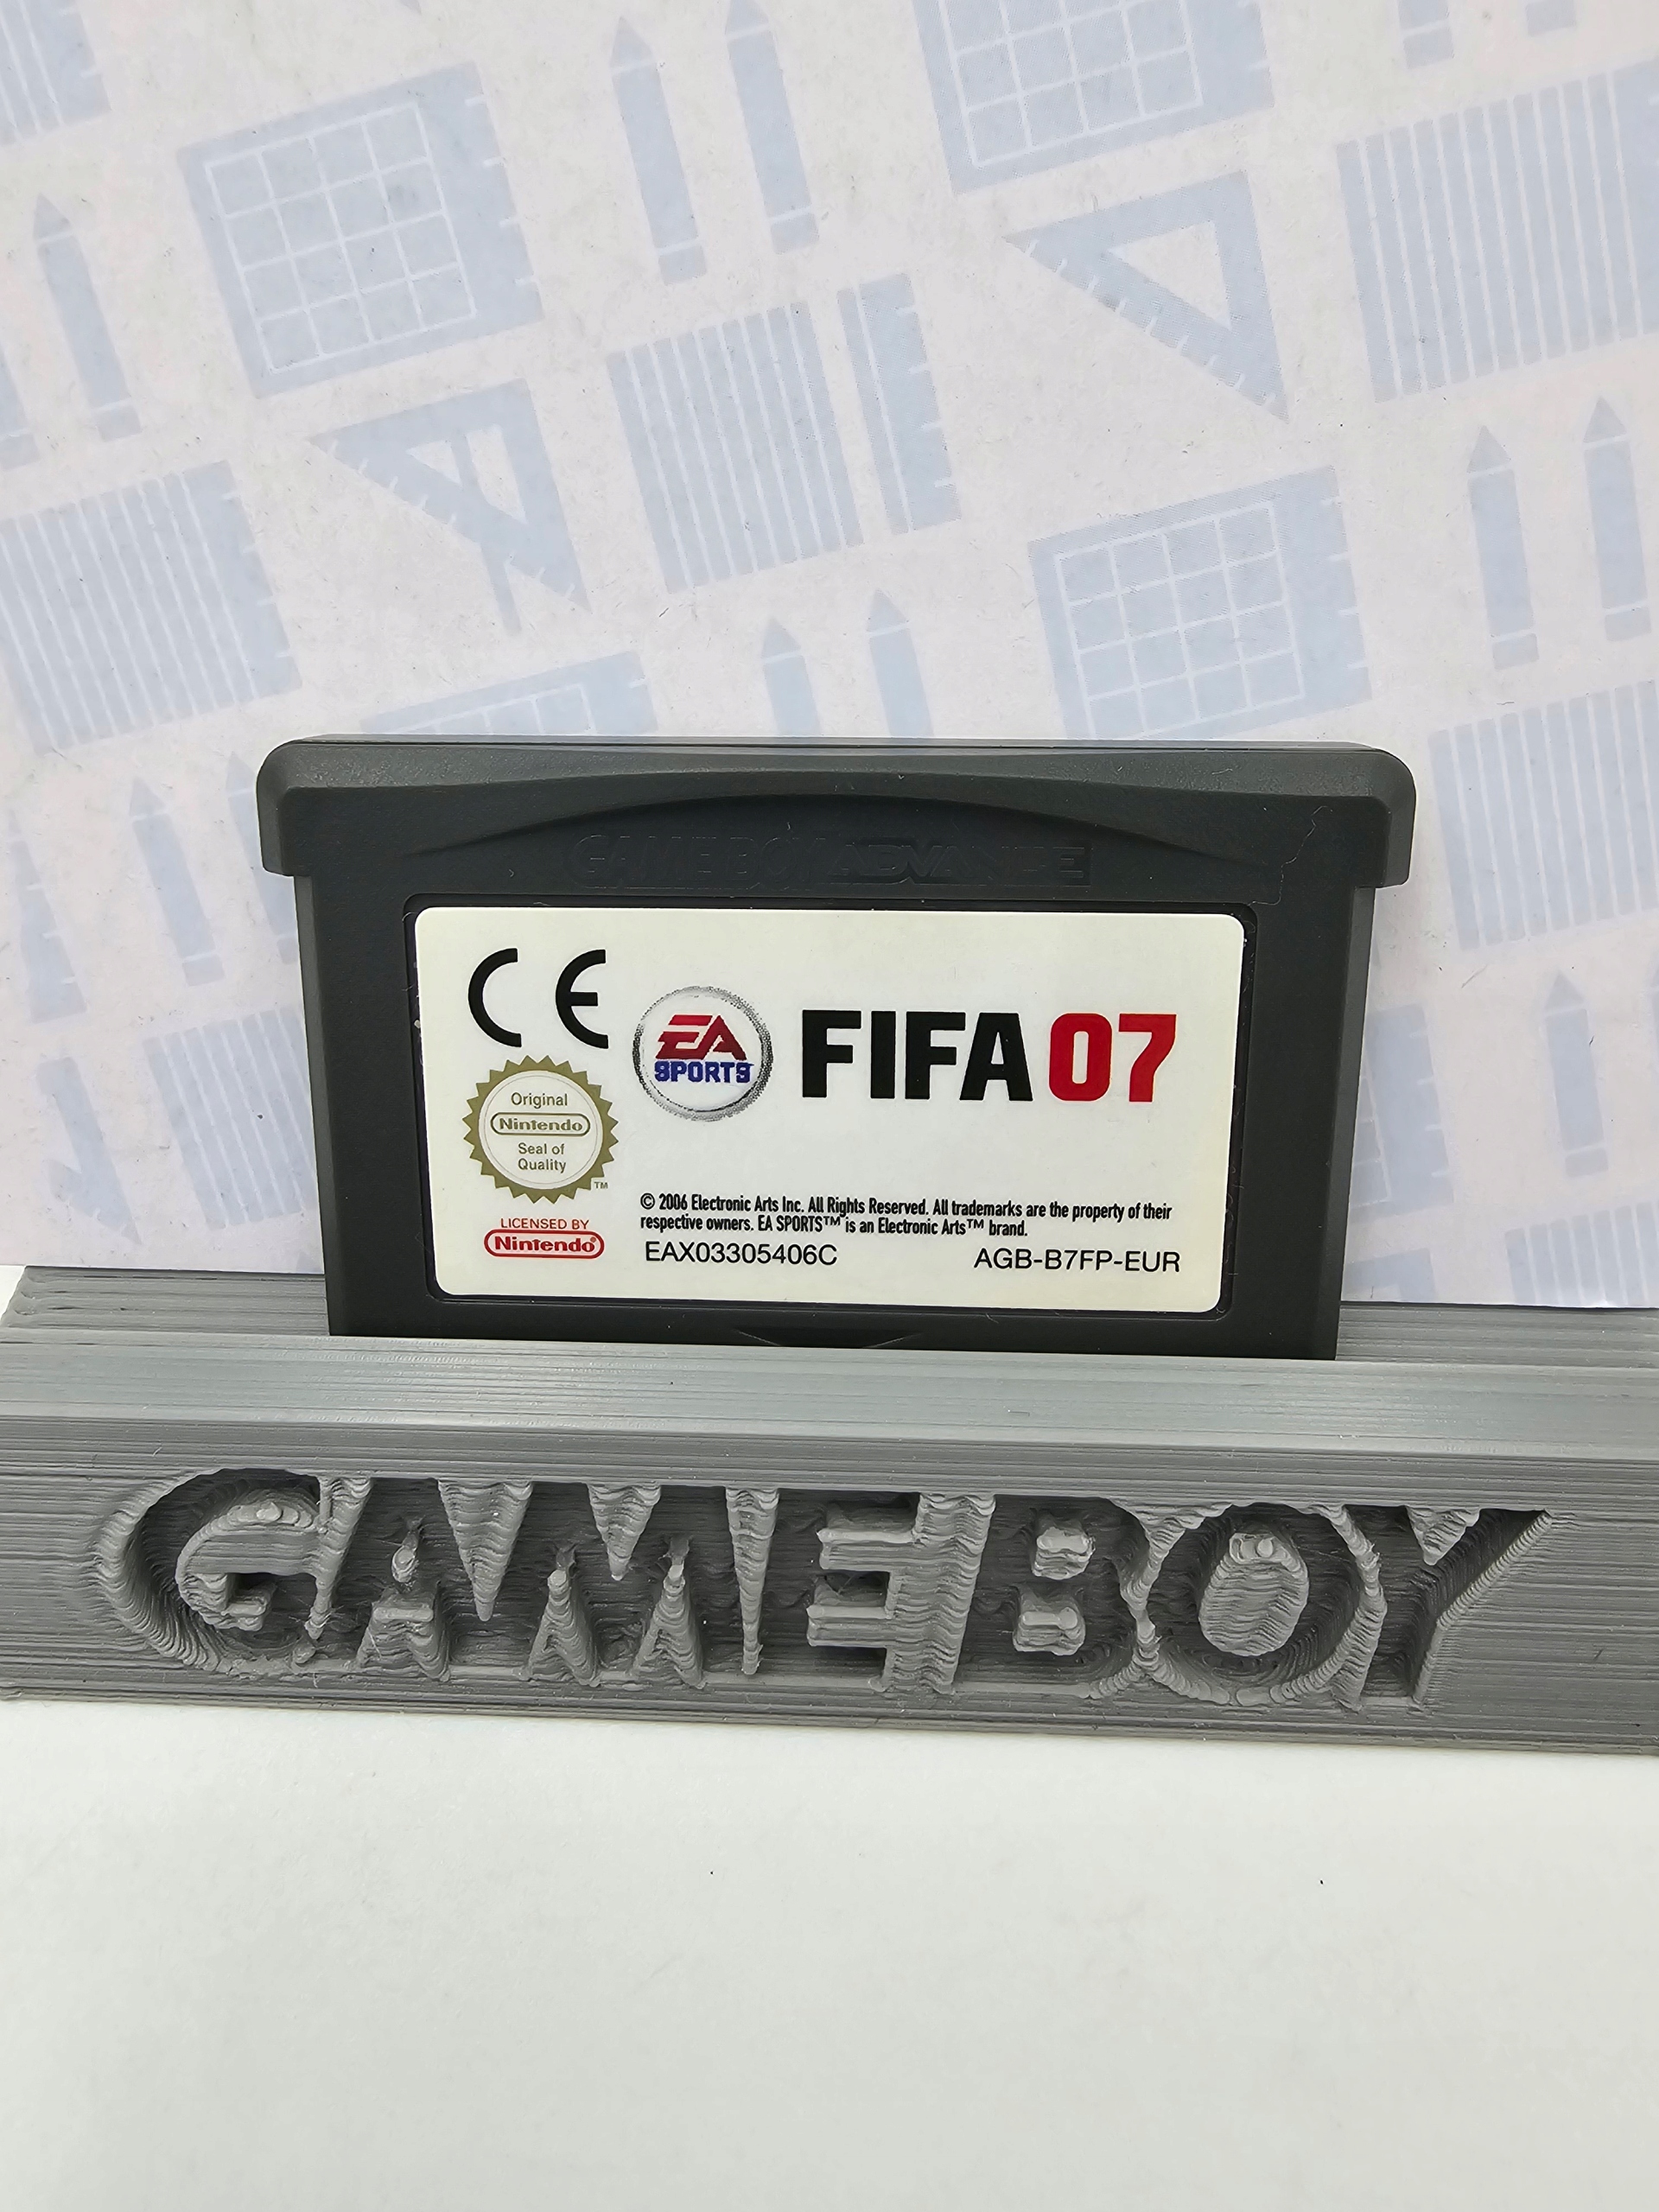 GAME BOY ADVANCE
CE
EA
SPORTS™
FIFA 07
Original
Nintendo
Seal of
Quality
TM
LICENSED BY
Nintendo
© 2006 Electronic Arts Inc. All Rights Reserved. All trademarks are the property of their
respective owners. EA SPORTS™ is an Electronic Arts™ brand.
EAX03305406C
AGB-B7FP-EUR
GAMEBOY